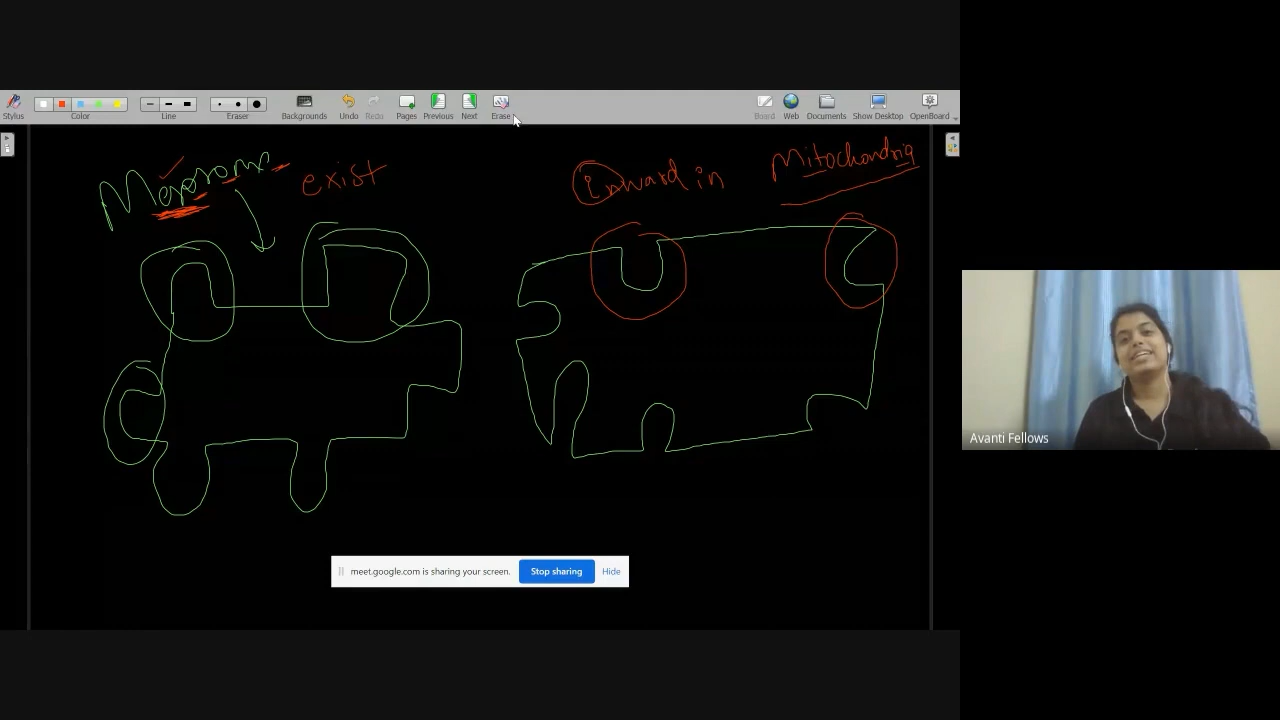 Stylus Color Line Eraser Backgrounds Undo Redo Pages Previous Next Erase Board Web Documents Show Desktop OpenBoard
exist inward in Mitochondria
Avanti Fellows
meet.google.com is sharing your screen. Stop sharing Hide